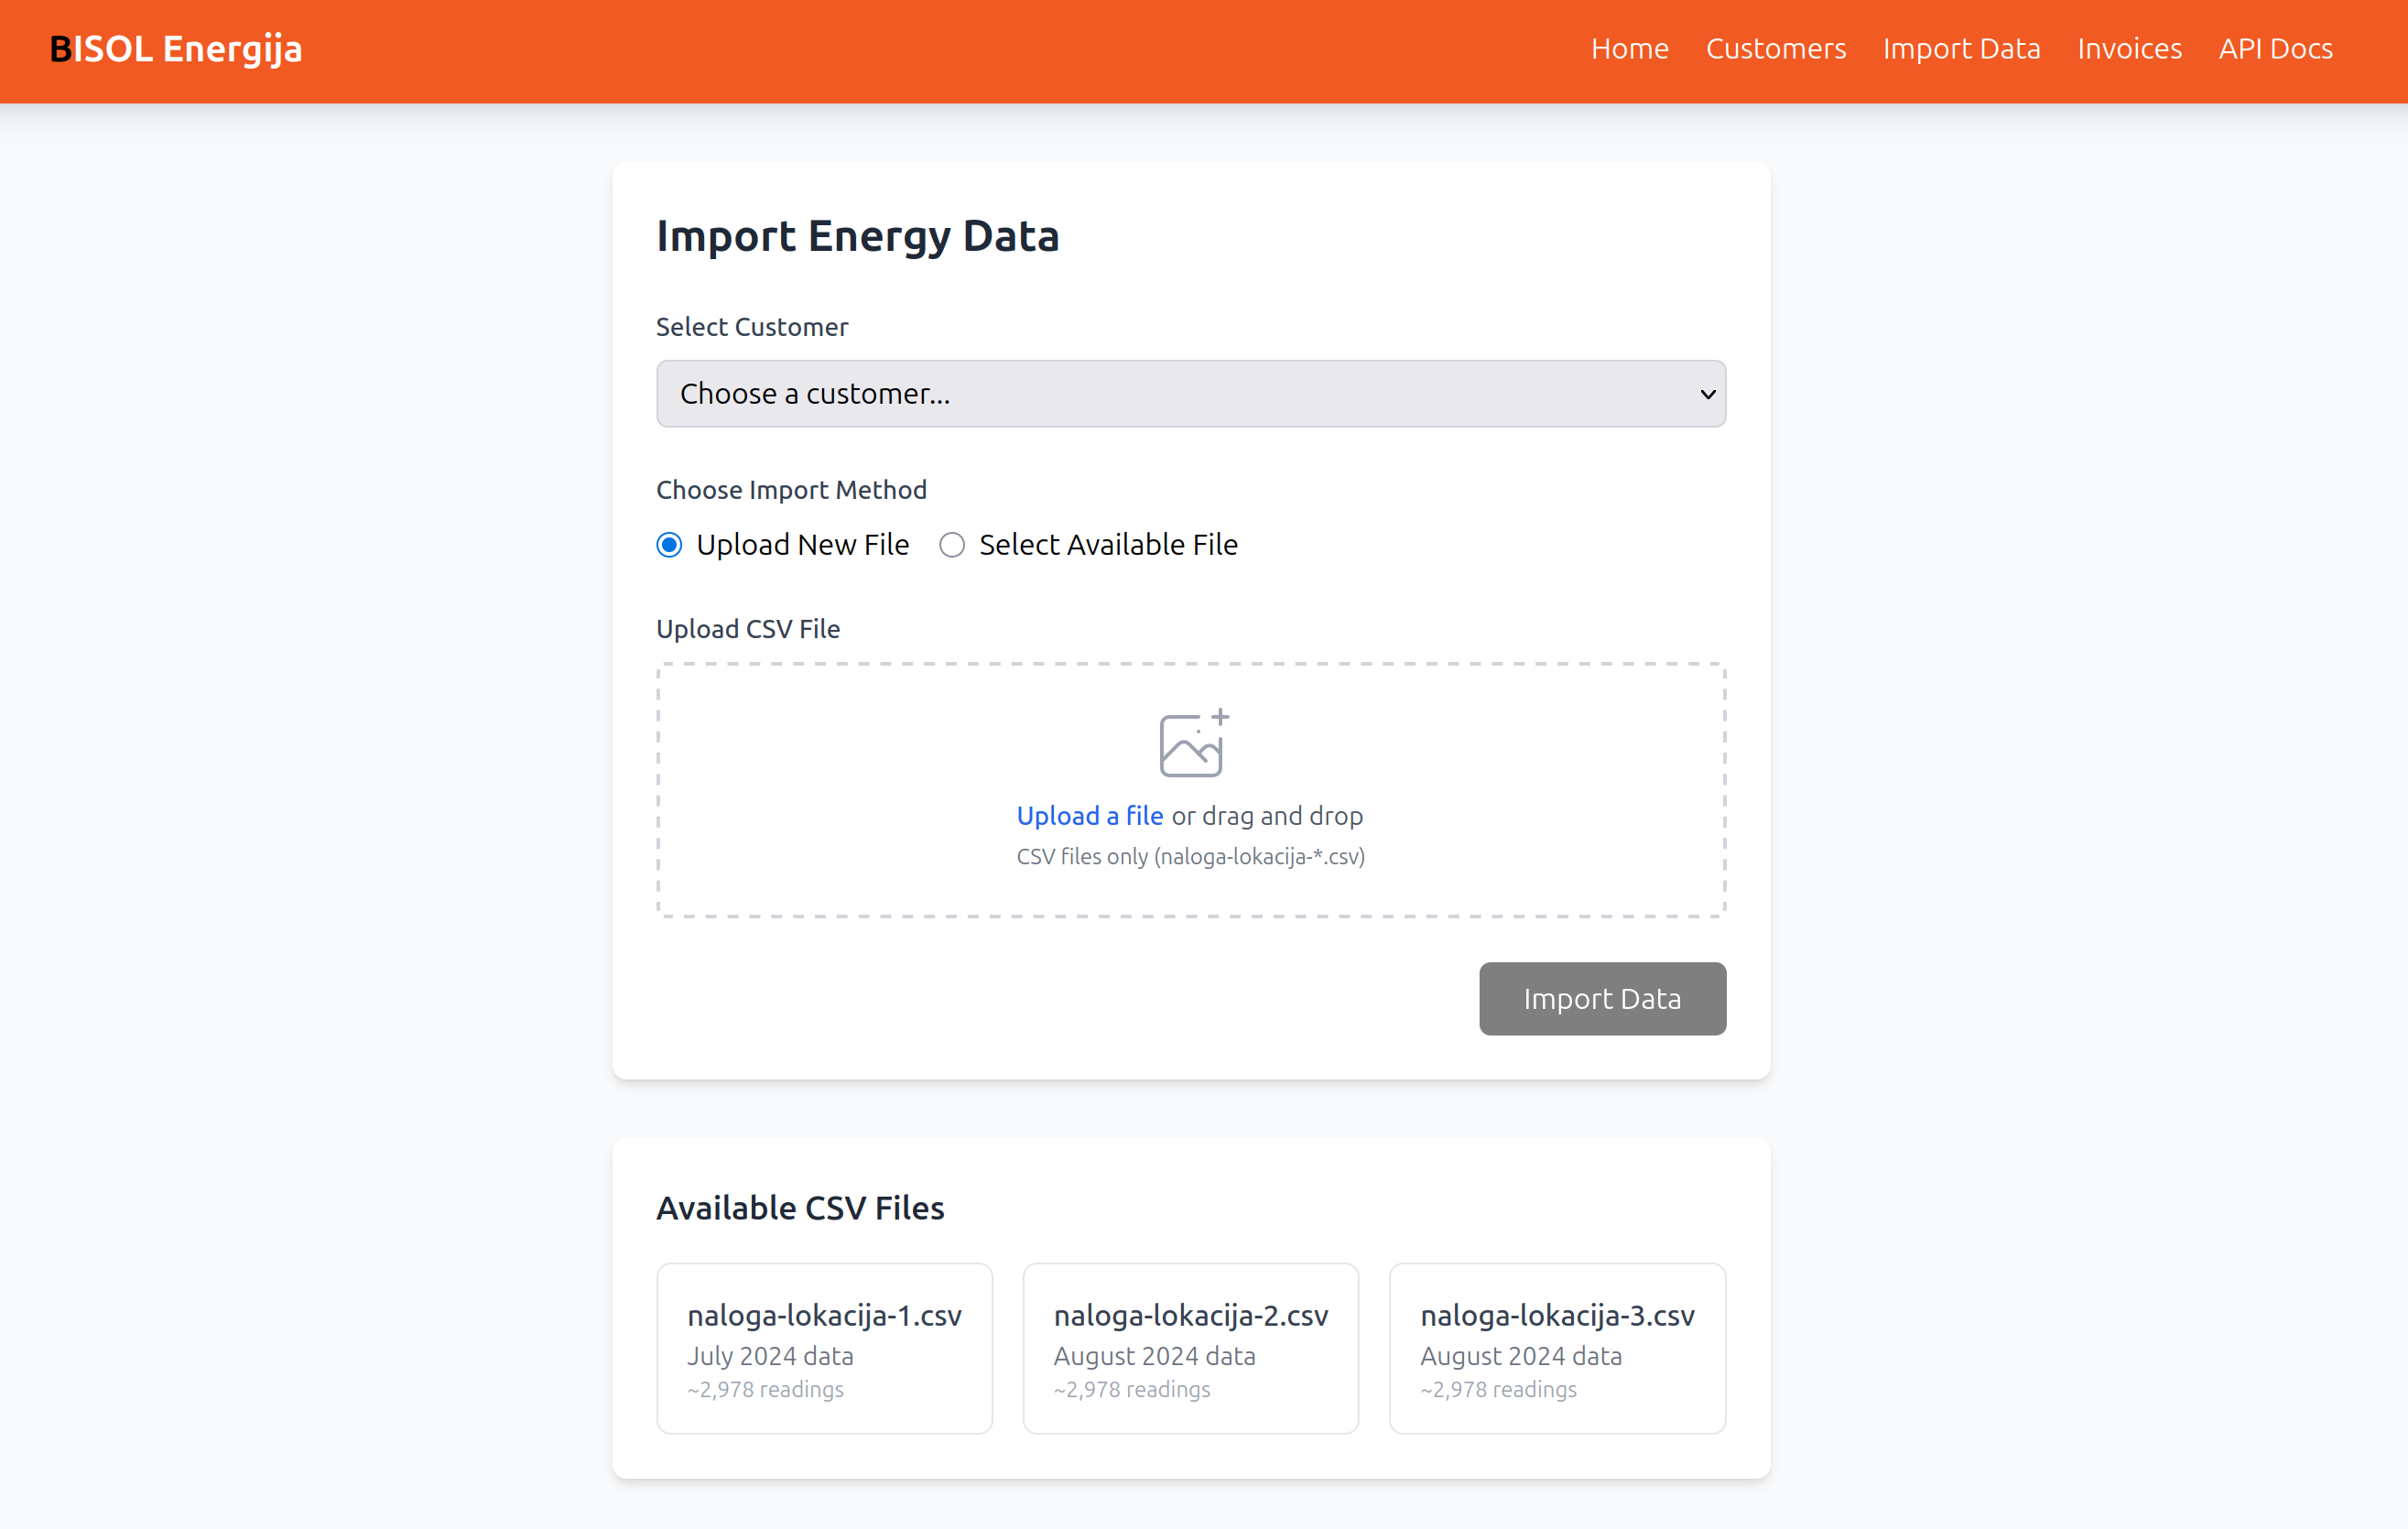 BISOL Energija
Home Customers Import Data Invoices API Docs
Import Energy Data
Select Customer
Choose a customer...
Choose Import Method
Upload New File Select Available File
Upload CSV File
Upload a file or drag and drop
CSV files only (naloga-lokacija-*.csv)
Import Data
Available CSV Files
naloga-lokacija-1.csv
July 2024 data
~2,978 readings
naloga-lokacija-2.csv
August 2024 data
~2,978 readings
naloga-lokacija-3.csv
August 2024 data
~2,978 readings